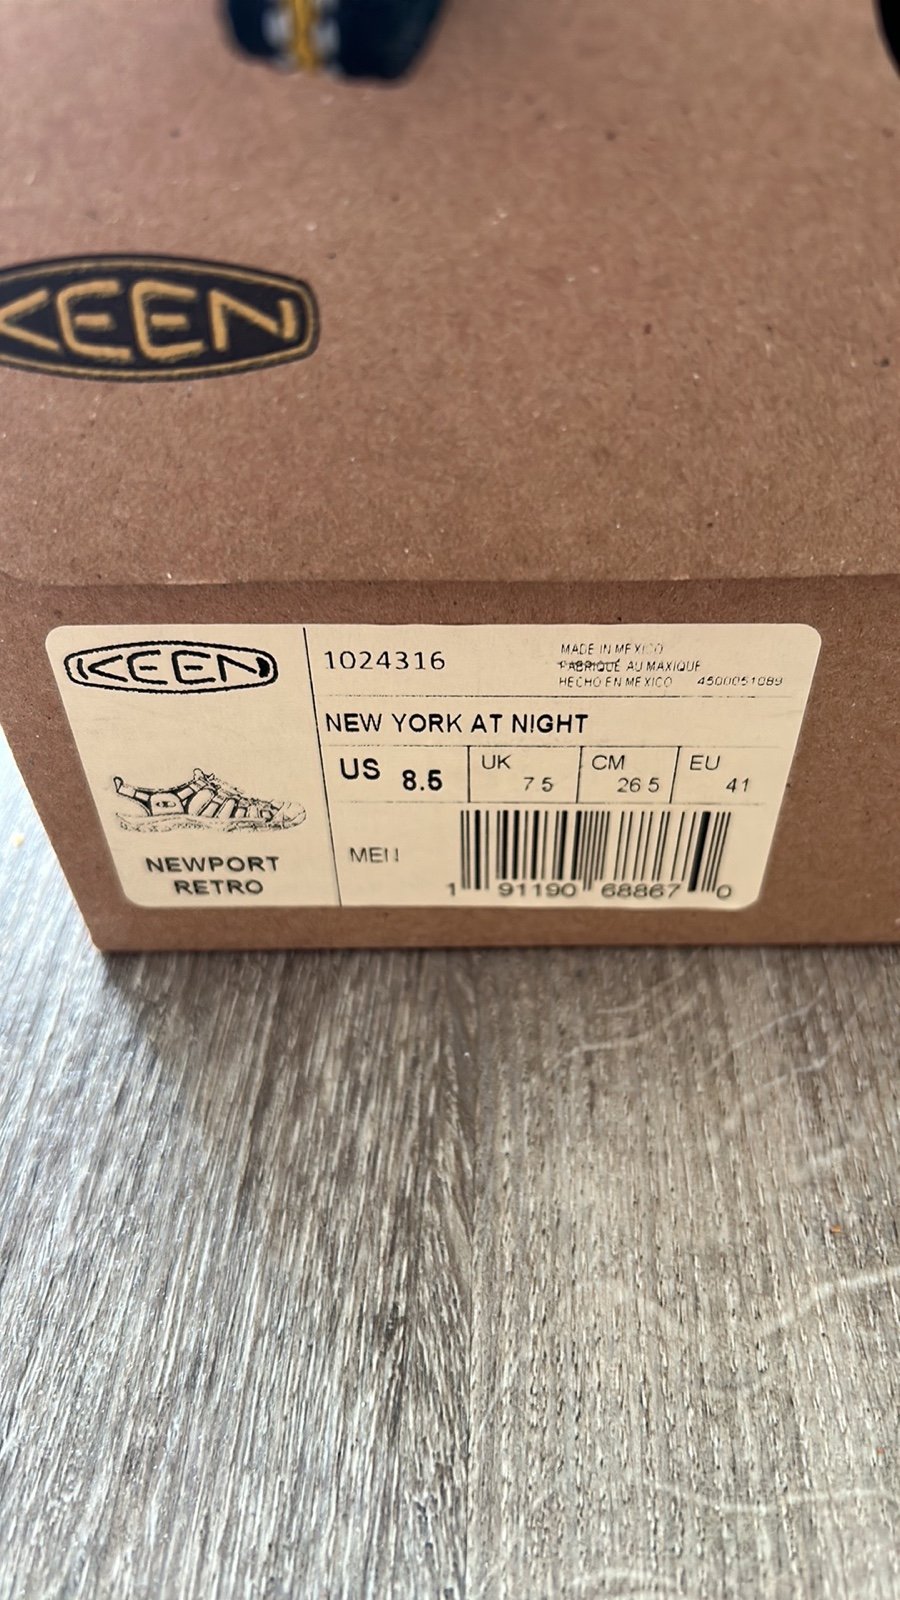 KEEN
KEEN
1024316
MADE IN MEXICO
FABRIQUÉ AU MAXIQUE
HECHO EN MEXICO 4500051089
NEW YORK AT NIGHT
US 8.5
UK 7 5
CM 26 5
EU 41
NEWPORT
RETRO
MEN
1 91190 68867 0